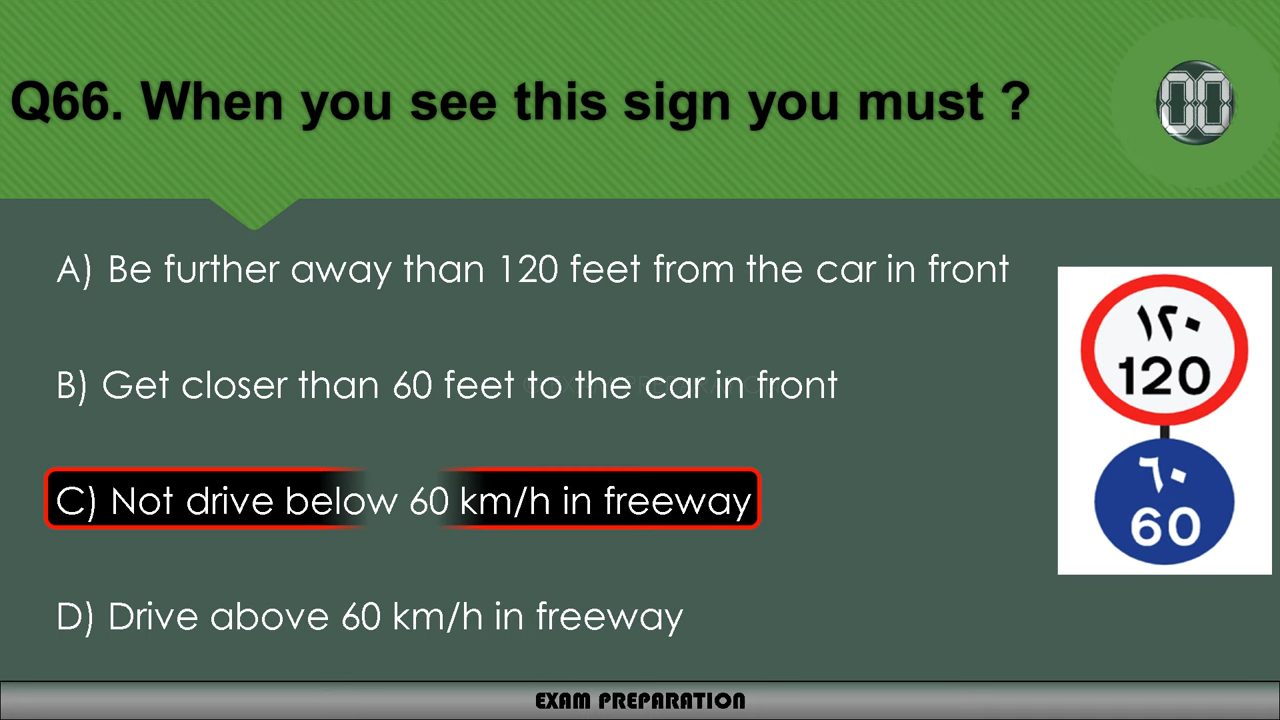 Q66. When you see this sign you must ?
00
A) Be further away than 120 feet from the car in front
B) Get closer than 60 feet to the car in front
C) Not drive below 60 km/h in freeway
D) Drive above 60 km/h in freeway
١٢٠
120
٦٠
60
EXAM PREPARATION